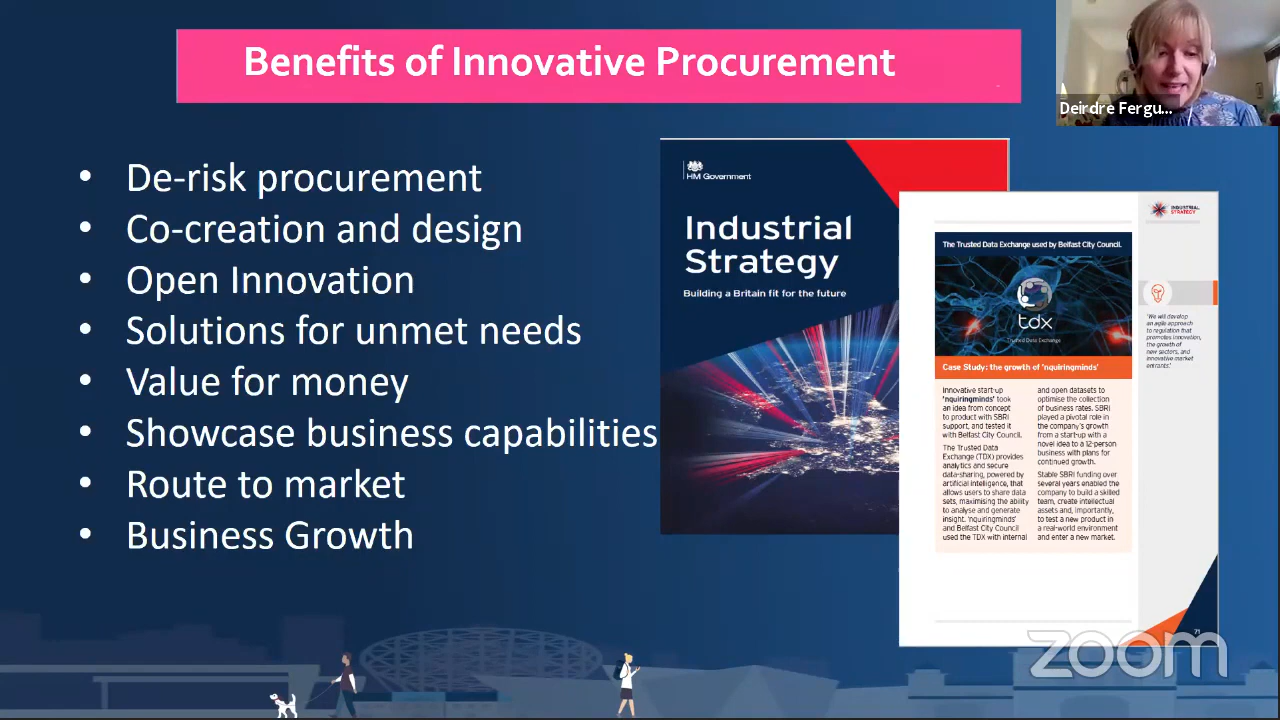 Benefits of Innovative Procurement
Deirdre Fergu...
• De-risk procurement
• Co-creation and design
• Open Innovation
• Solutions for unmet needs
• Value for money
• Showcase business capabilities
• Route to market
• Business Growth
HM Government
Industrial
Strategy
Building a Britain fit for the future
INDUSTRIAL
STRATEGY
The Trusted Data Exchange used by Belfast City Council.
tdx
Trusted Data Exchange
Case Study: the growth of 'nquiringminds'
Innovative start-up
'nquiringminds' took
an idea from concept
to product with SBRI
support, and tested it
with Belfast City Council.
The Trusted Data
Exchange (TDX) provides
analytics and secure
data-sharing, powered by
artificial intelligence, that
allows users to share data
sets, maximising the ability
to analyse and generate
insight. 'nquiringminds'
and Belfast City Council
used the TDX with internal
and open datasets to
optimise the collection
of business rates. SBRI
played a pivotal role in
the company's growth
from a start-up with a
novel idea to a 12-person
business with plans for
continued growth.
Stable SBRI funding over
several years enabled the
company to build a skilled
team, create intellectual
assets and, importantly,
to test a new product in
a real-world environment
and enter a new market.
'We will develop
an agile approach
to regulation that
promotes innovation,
the growth of
new sectors, and
innovative market
entrants.'
71
zoom